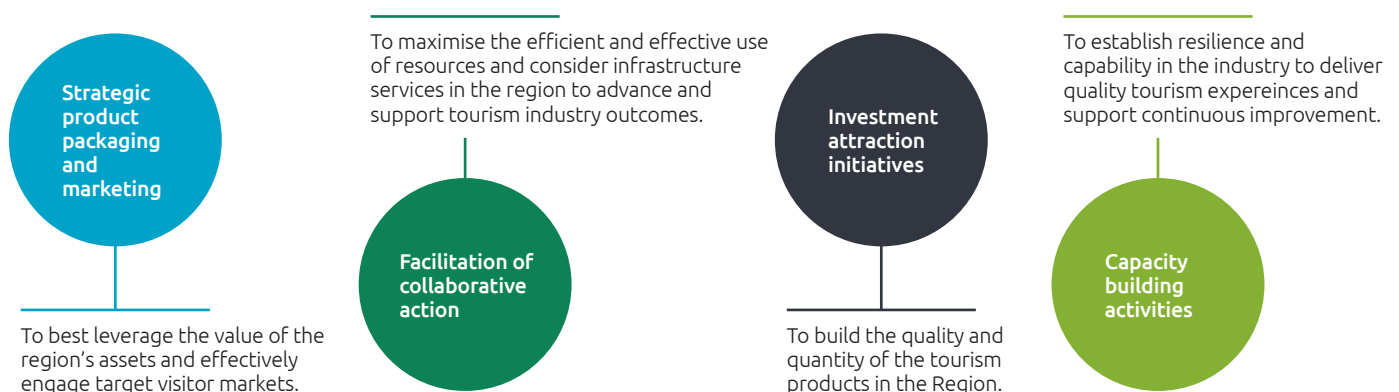 Strategic
product
packaging
and
marketing
To best leverage the value of the
region's assets and effectively
engage target visitor markets.
To maximise the efficient and effective use
of resources and consider infrastructure
services in the region to advance and
support tourism industry outcomes.
Facilitation of
collaborative
action
Investment
attraction
initiatives
To build the quality and
quantity of the tourism
products in the Region.
To establish resilience and
capability in the industry to deliver
quality tourism expereinces and
support continuous improvement.
Capacity
building
activities